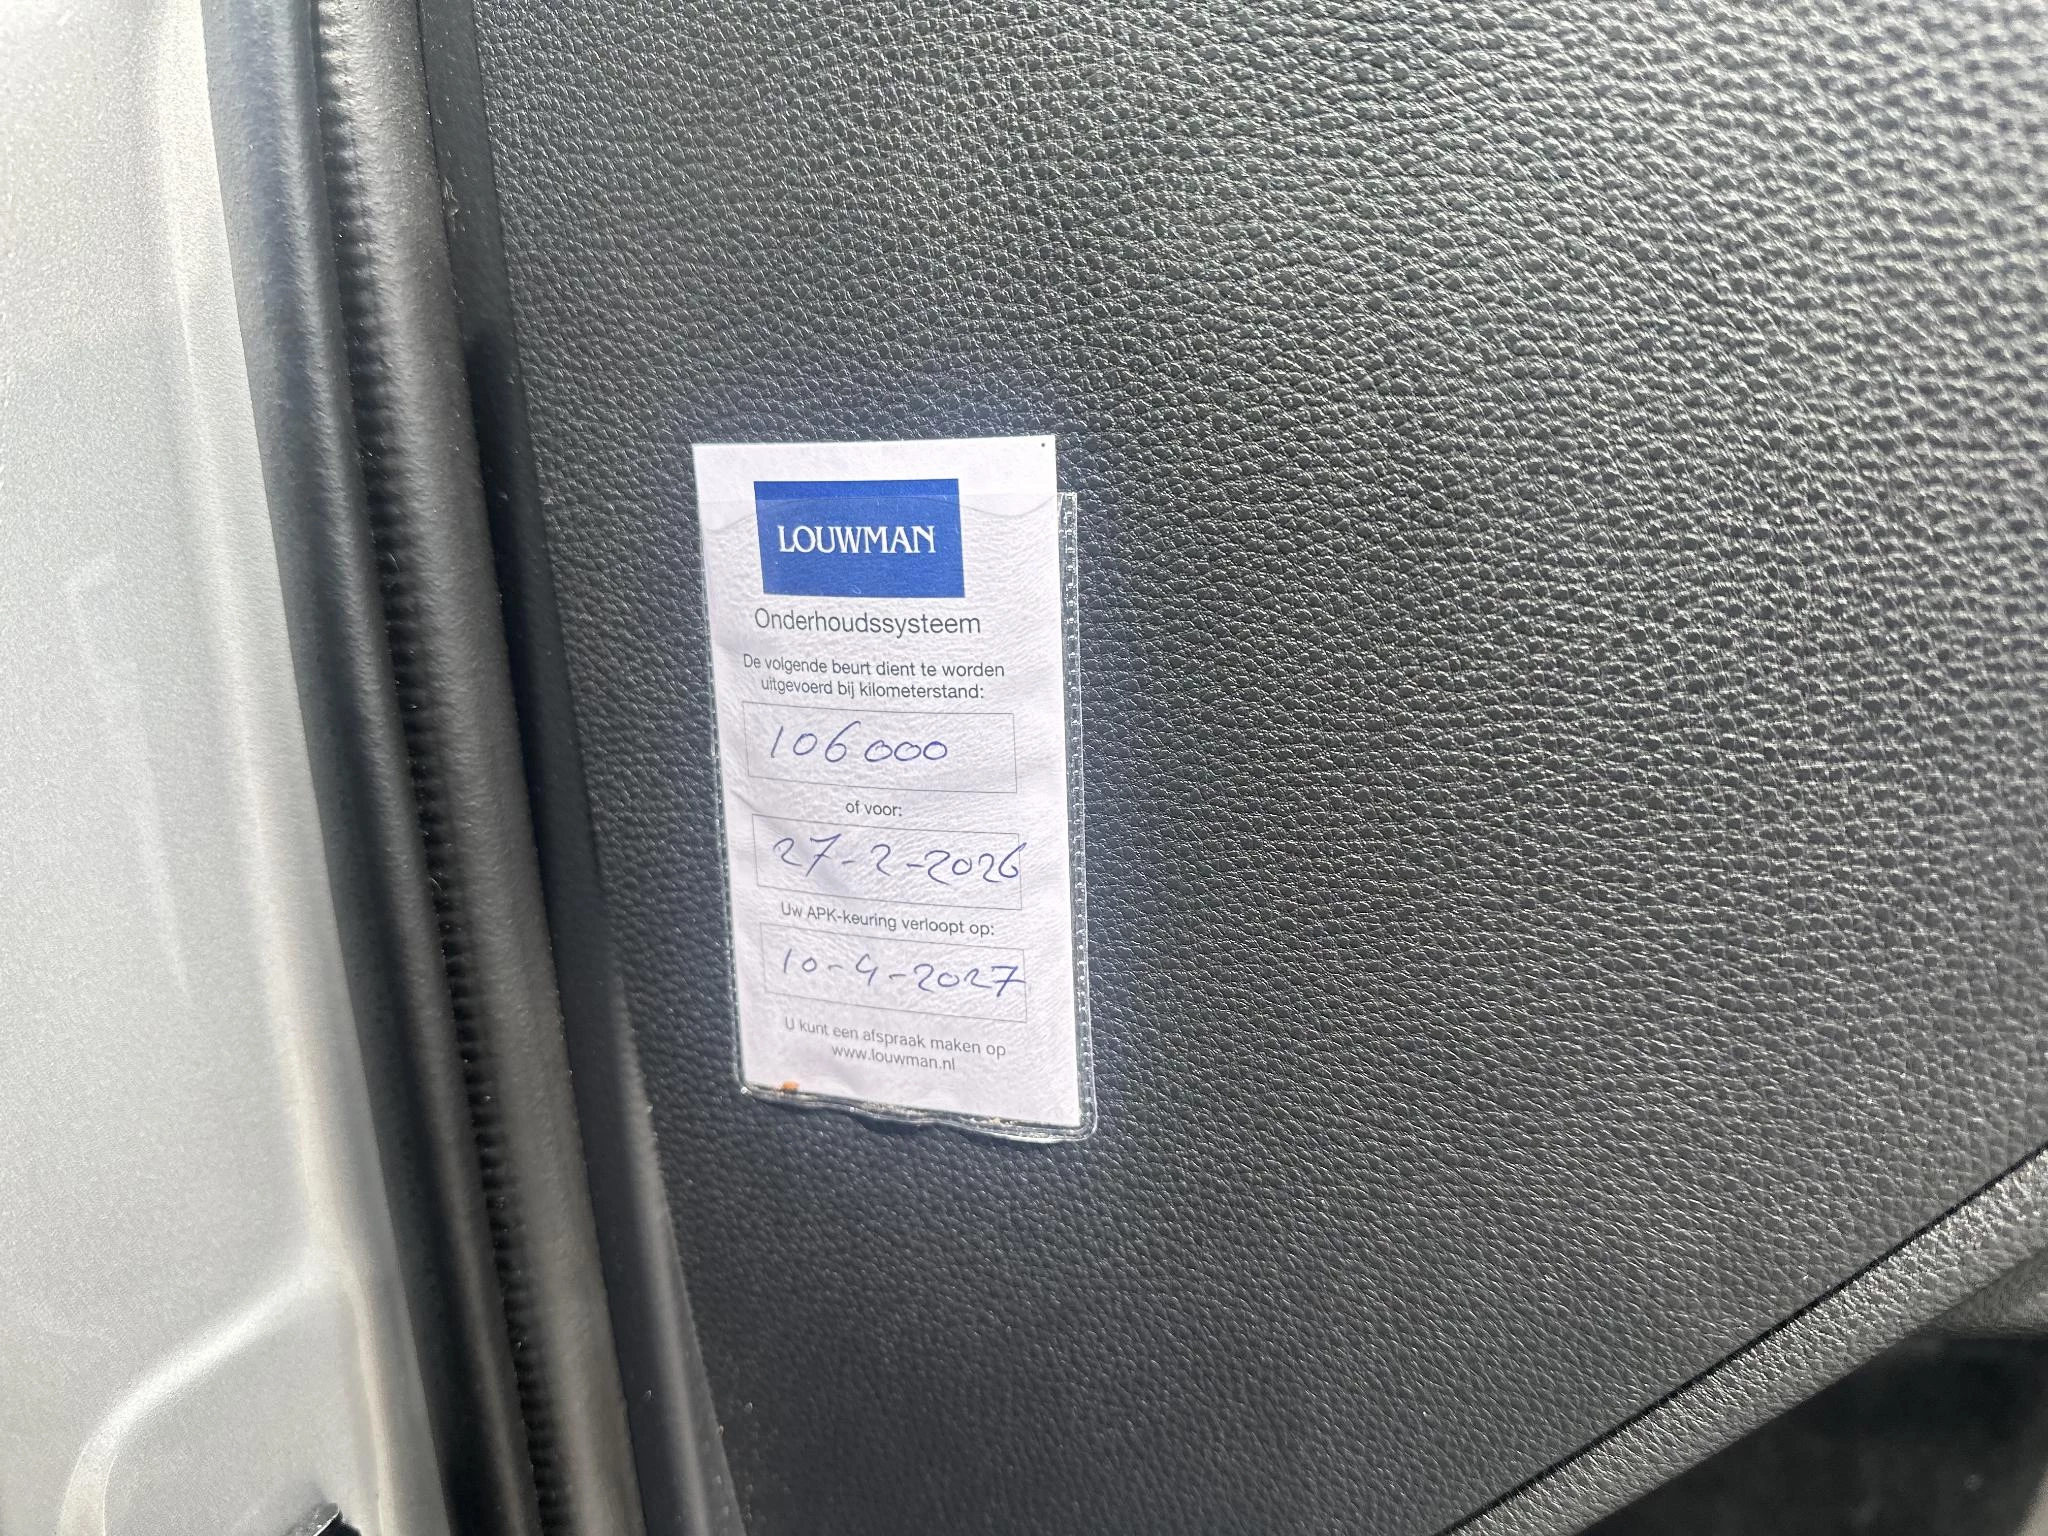 LOUWMAN
Onderhoudssysteem
De volgende beurt dient te worden
uitgevoerd bij kilometerstand:
106000
of voor:
27-2-2026
Uw APK-keuring verloopt op:
10-4-2027
U kunt een afspraak maken op
www.louwman.nl